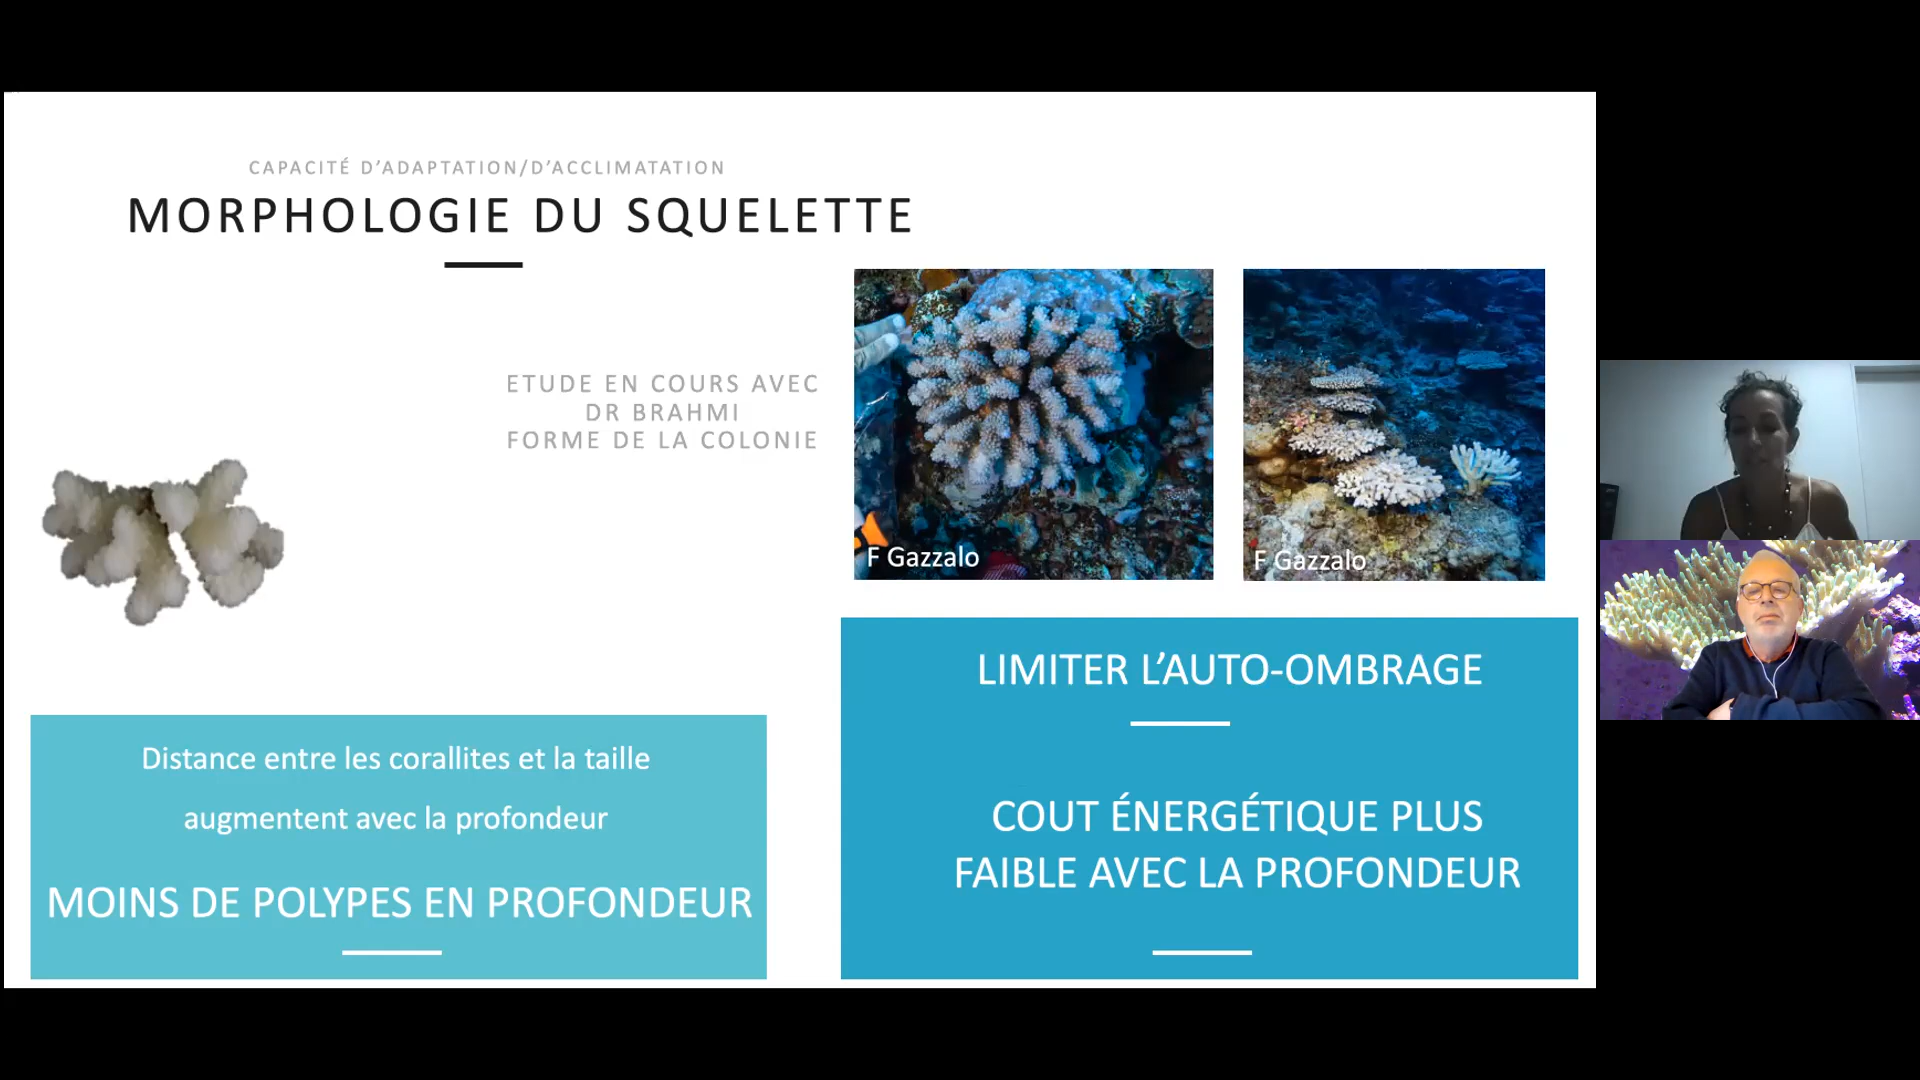 CAPACITÉ D'ADAPTATION/D'ACCLIMATATION
MORPHOLOGIE DU SQUELETTE
ETUDE EN COURS AVEC
DR BRAHMI
FORME DE LA COLONIE
F Gazzalo
F Gazzalo
Distance entre les corallites et la taille
augmentent avec la profondeur
MOINS DE POLYPES EN PROFONDEUR
LIMITER L'AUTO-OMBRAGE
COUT ÉNERGÉTIQUE PLUS
FAIBLE AVEC LA PROFONDEUR